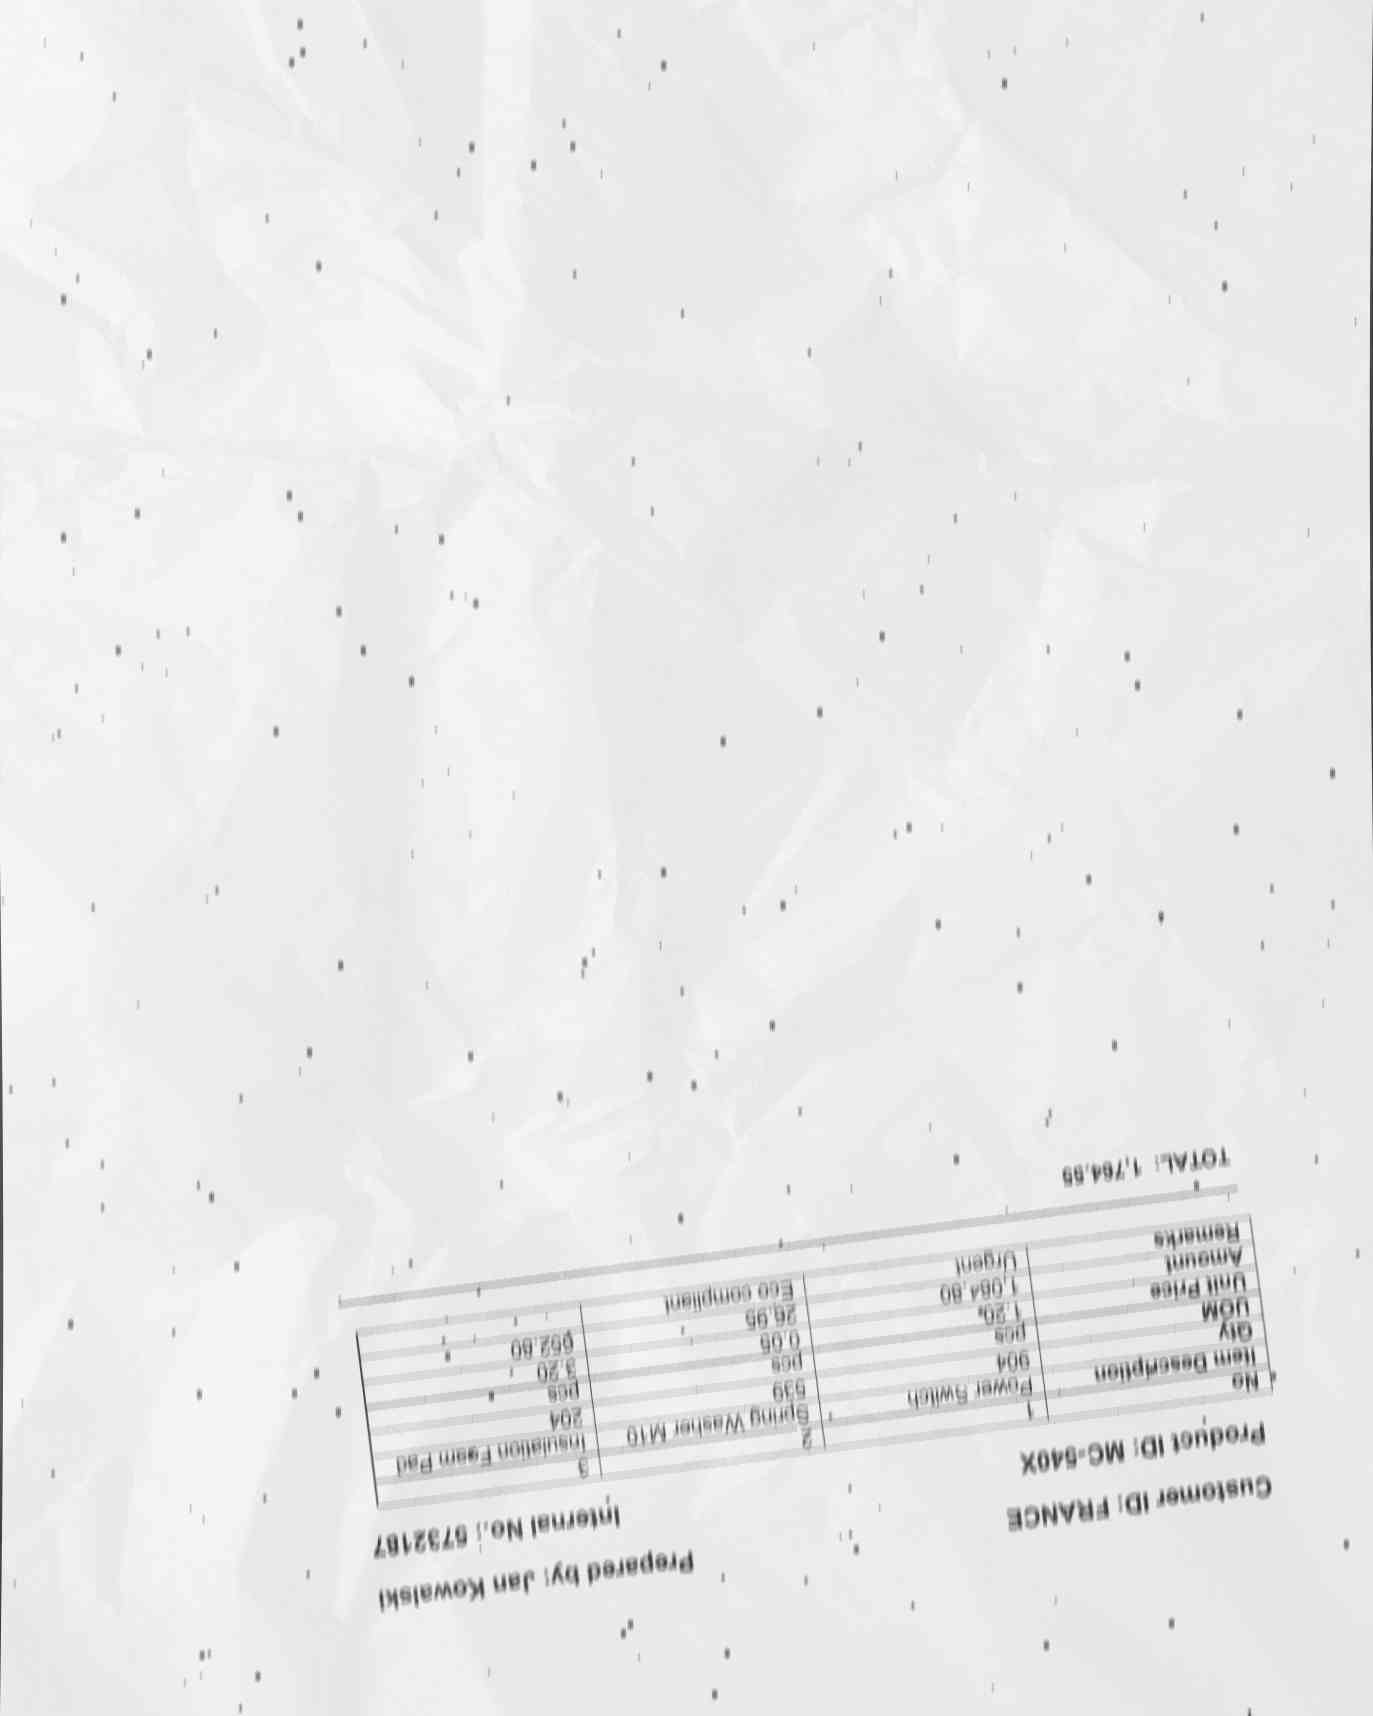 Customer ID: FRANCE Prepared by: Jan Kowalski
Product ID: MC-540X Internal No.: 5732187
No 1 2 3
Item Description Power Switch Spring Washer M10 Insulation Foam Pad
Qty 904 539 204
UOM pcs pcs pcs
Unit Price 1.20 0.05 3.20
Amount 1,084.80 26.95 652.80
Remarks Urgent Eco compliant
TOTAL: 1,764.55